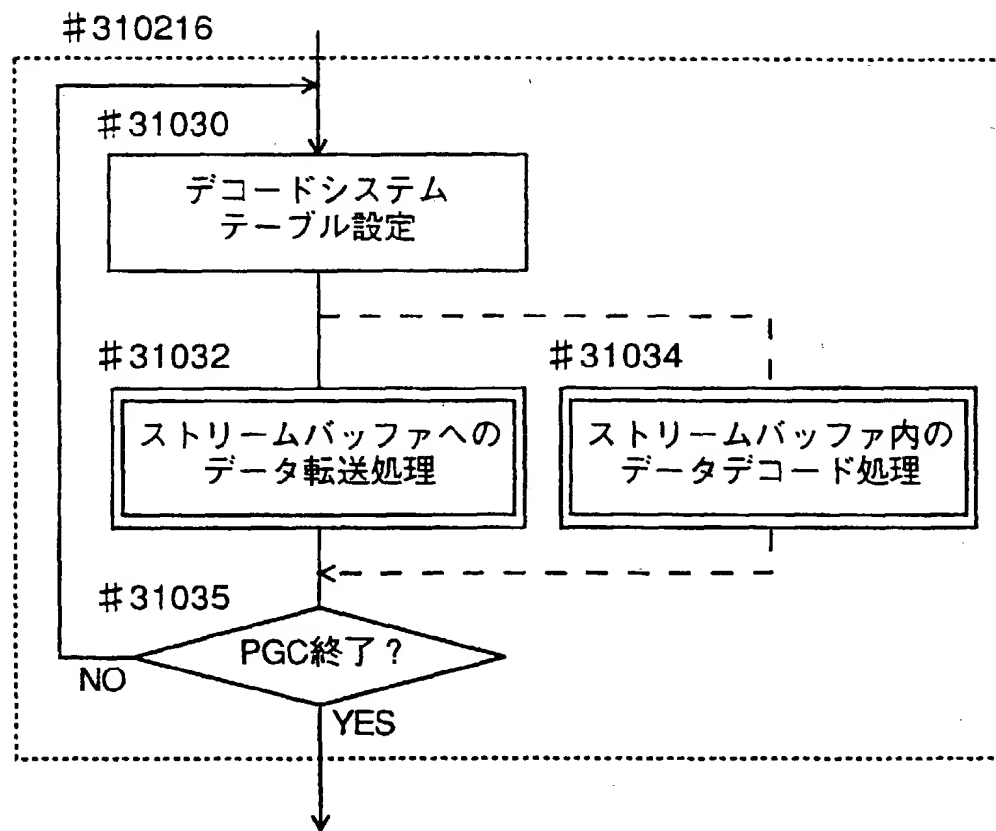 #310216
#31030
デコードシステム
テーブル設定
#31032
#31034
ストリームバッファへの
データ転送処理
ストリームバッファ内の
データデコード処理
#31035
PGC終了？
NO
YES